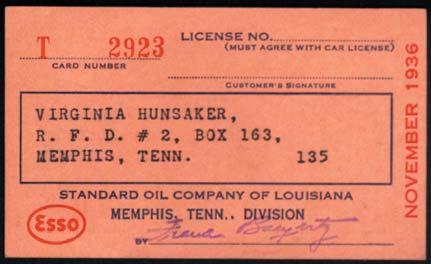 T 2923
CARD NUMBER
LICENSE NO.
(MUST AGREE WITH CAR LICENSE)
CUSTOMER'S SIGNATURE
VIRGINIA HUNSAKER,
R. F. D. # 2, BOX 163,
MEMPHIS, TENN. 135
STANDARD OIL COMPANY OF LOUISIANA
Esso
MEMPHIS, TENN., DIVISION
BY
NOVEMBER 1936